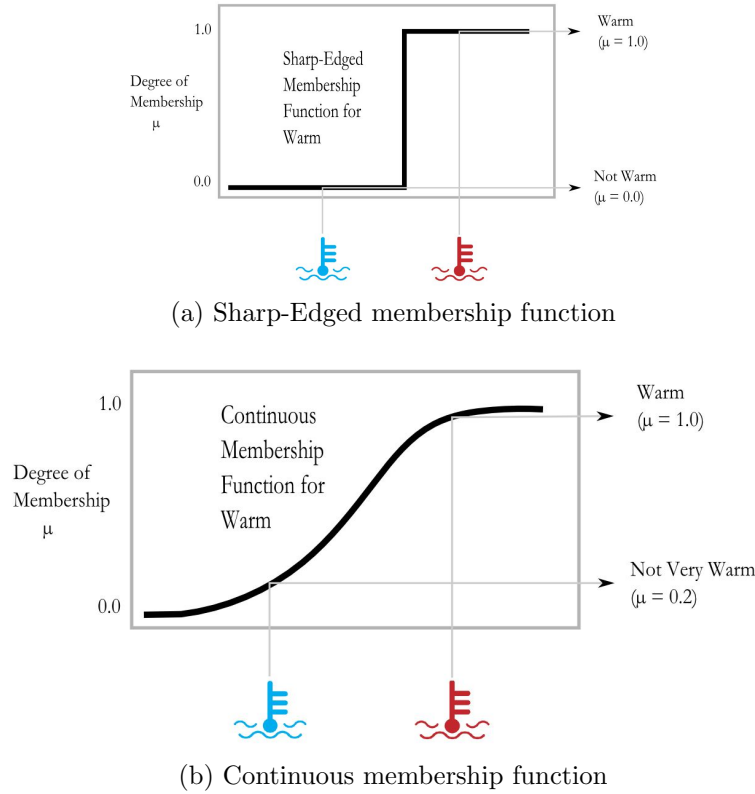 1.0
Sharp-Edged
Membership
Function for
Warm
Degree of
Membership
μ
0.0
Warm
(μ = 1.0)
Not Warm
(μ = 0.0)
(a) Sharp-Edged membership function
1.0
Continuous
Membership
Function for
Warm
Degree of
Membership
μ
0.0
Warm
(μ = 1.0)
Not Very Warm
(μ = 0.2)
(b) Continuous membership function